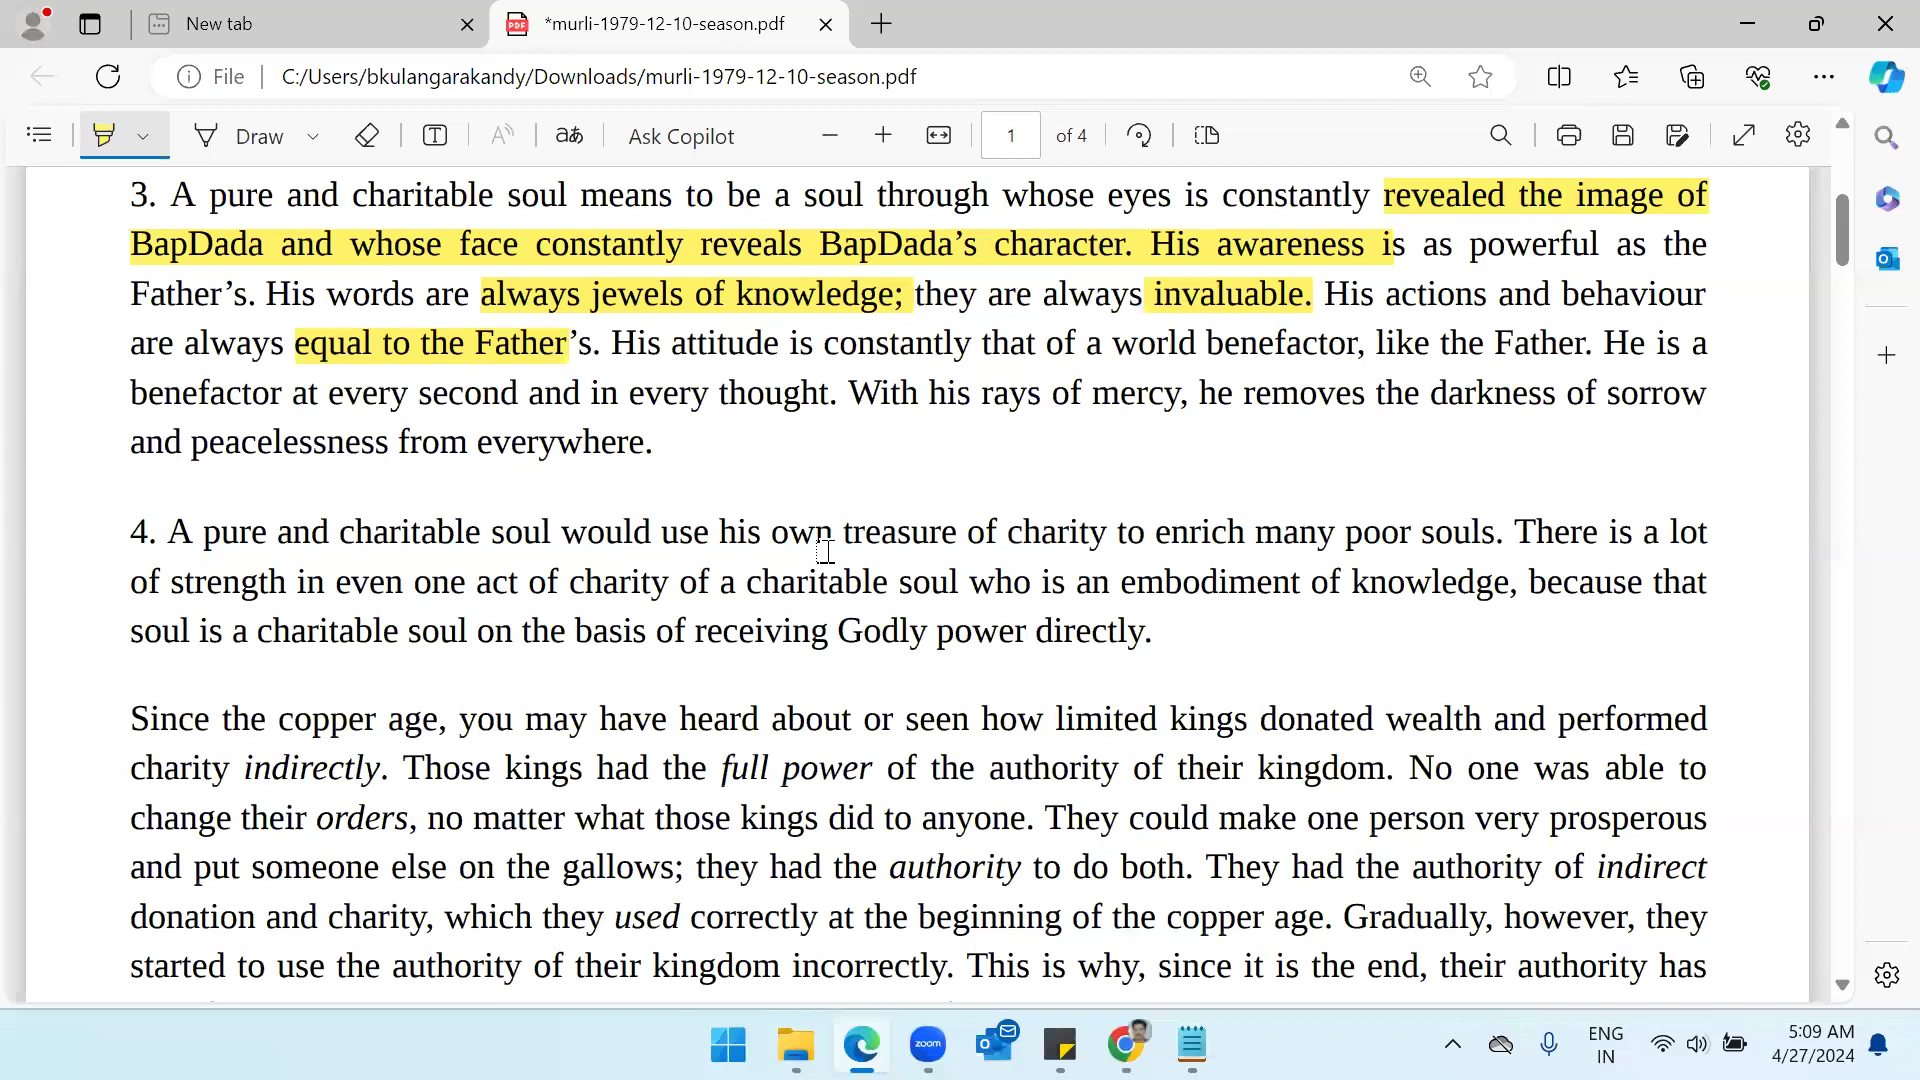 New tab
*murli-1979-12-10-season.pdf
File
C:/Users/bkulangarakandy/Downloads/murli-1979-12-10-season.pdf
Draw
aあ
Ask Copilot
1
of 4
3. A pure and charitable soul means to be a soul through whose eyes is constantly revealed the image of
BapDada and whose face constantly reveals BapDada’s character. His awareness is as powerful as the
Father’s. His words are always jewels of knowledge; they are always invaluable. His actions and behaviour
are always equal to the Father’s. His attitude is constantly that of a world benefactor, like the Father. He is a
benefactor at every second and in every thought. With his rays of mercy, he removes the darkness of sorrow
and peacelessness from everywhere.
4. A pure and charitable soul would use his own treasure of charity to enrich many poor souls. There is a lot
of strength in even one act of charity of a charitable soul who is an embodiment of knowledge, because that
soul is a charitable soul on the basis of receiving Godly power directly.
Since the copper age, you may have heard about or seen how limited kings donated wealth and performed
charity indirectly. Those kings had the full power of the authority of their kingdom. No one was able to
change their orders, no matter what those kings did to anyone. They could make one person very prosperous
and put someone else on the gallows; they had the authority to do both. They had the authority of indirect
donation and charity, which they used correctly at the beginning of the copper age. Gradually, however, they
started to use the authority of their kingdom incorrectly. This is why, since it is the end, their authority has
zoom
ENG
IN
5:09 AM
4/27/2024